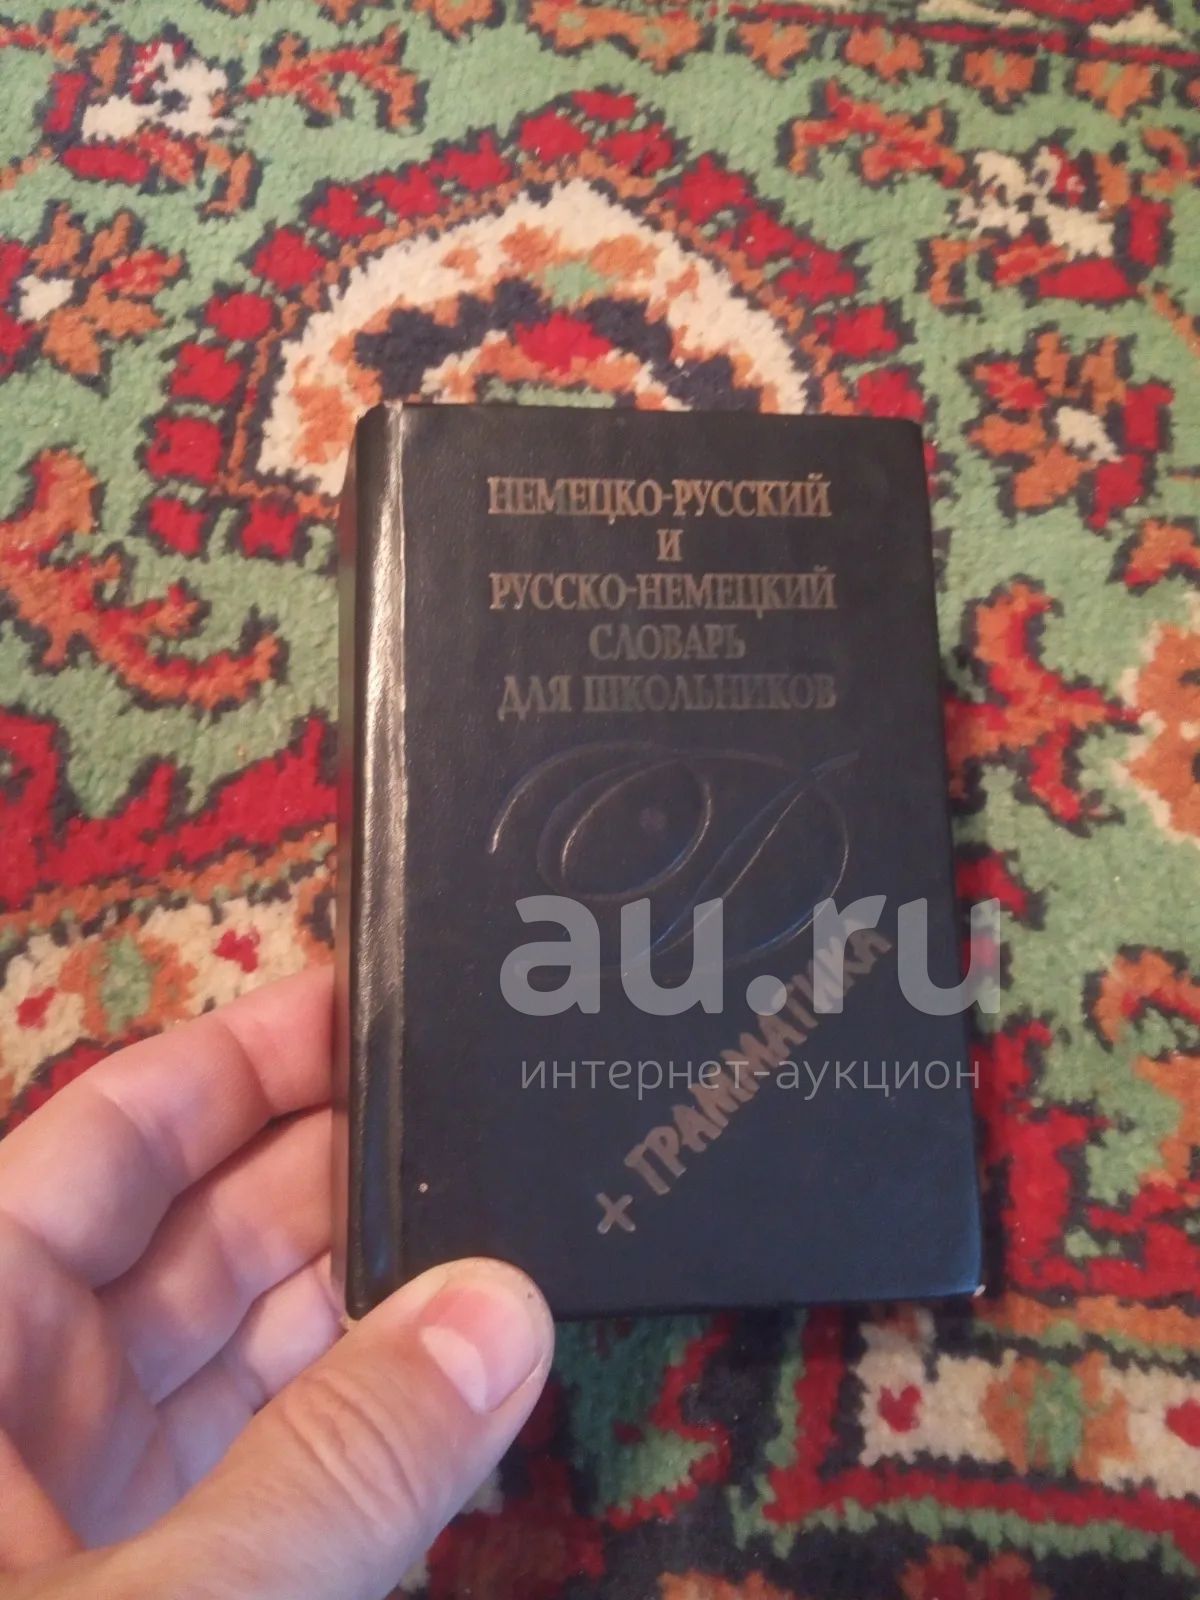 НЕМЕЦКО-РУССКИЙ
И
РУССКО-НЕМЕЦКИЙ
СЛОВАРЬ
ДЛЯ ШКОЛЬНИКОВ
au.ru
интернет-аукцион
+ ГРАММАТИКА